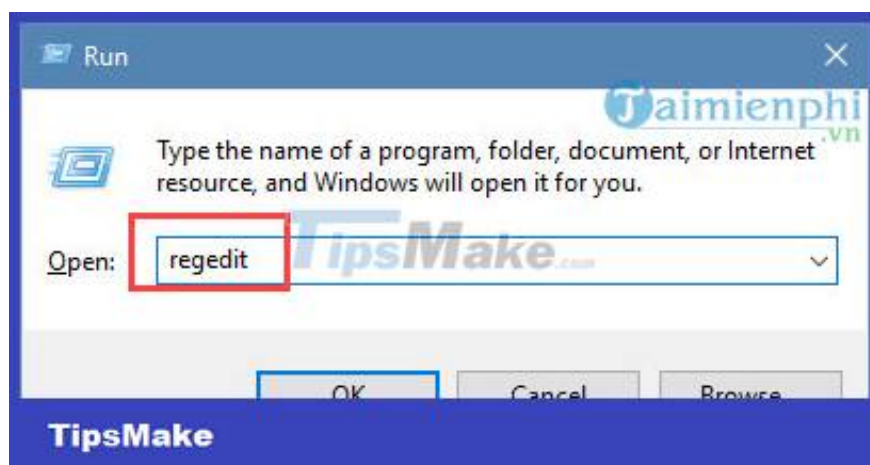 Run
Taimienphi
.vn
Type the name of a program, folder, document, or Internet
resource, and Windows will open it for you.
TipsMake.com
Open: regedit
OK Cancel Browse
TipsMake